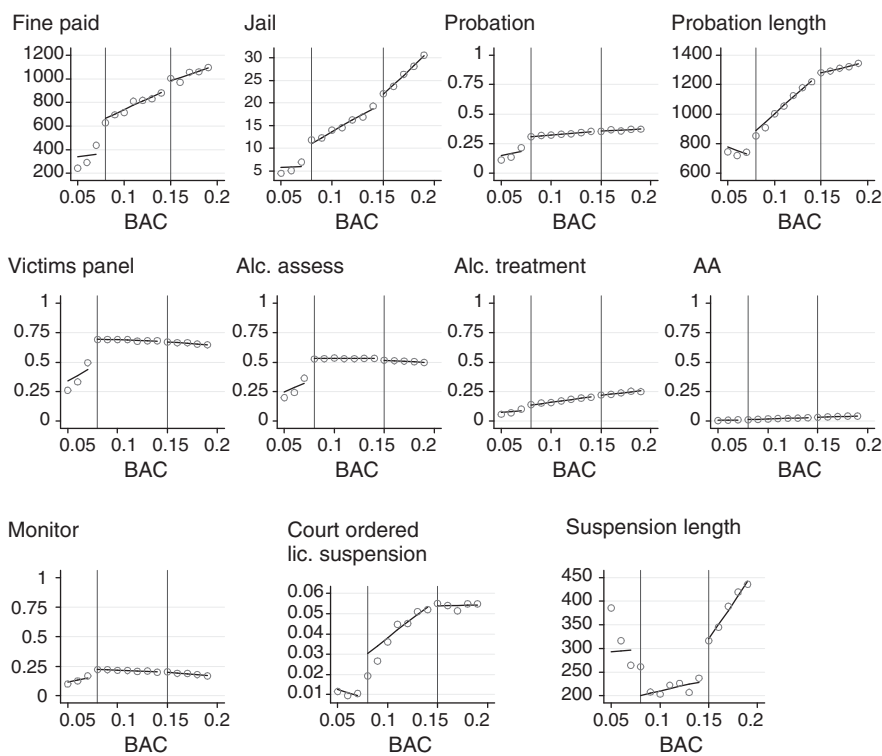 Fine paid
Jail
Probation
Probation length
1200
1000
800
600
400
200
30
25
20
15
10
5
1
0.75
0.5
0.25
0
1400
1200
1000
800
600
0.05 0.1 0.15 0.2
0.05 0.1 0.15 0.2
0.05 0.1 0.15 0.2
0.05 0.1 0.15 0.2
BAC
BAC
BAC
BAC
Victims panel
Alc. assess
Alc. treatment
AA
1
0.75
0.5
0.25
0
1
0.75
0.5
0.25
0
1
0.75
0.5
0.25
0
1
0.75
0.5
0.25
0
0.05 0.1 0.15 0.2
0.05 0.1 0.15 0.2
0.05 0.1 0.15 0.2
0.05 0.1 0.15 0.2
BAC
BAC
BAC
BAC
Monitor
Court ordered
lic. suspension
Suspension length
1
0.75
0.5
0.25
0
0.06
0.05
0.04
0.03
0.02
0.01
450
400
350
300
250
200
0.05 0.1 0.15 0.2
0.05 0.1 0.15 0.2
0.05 0.1 0.15 0.2
BAC
BAC
BAC